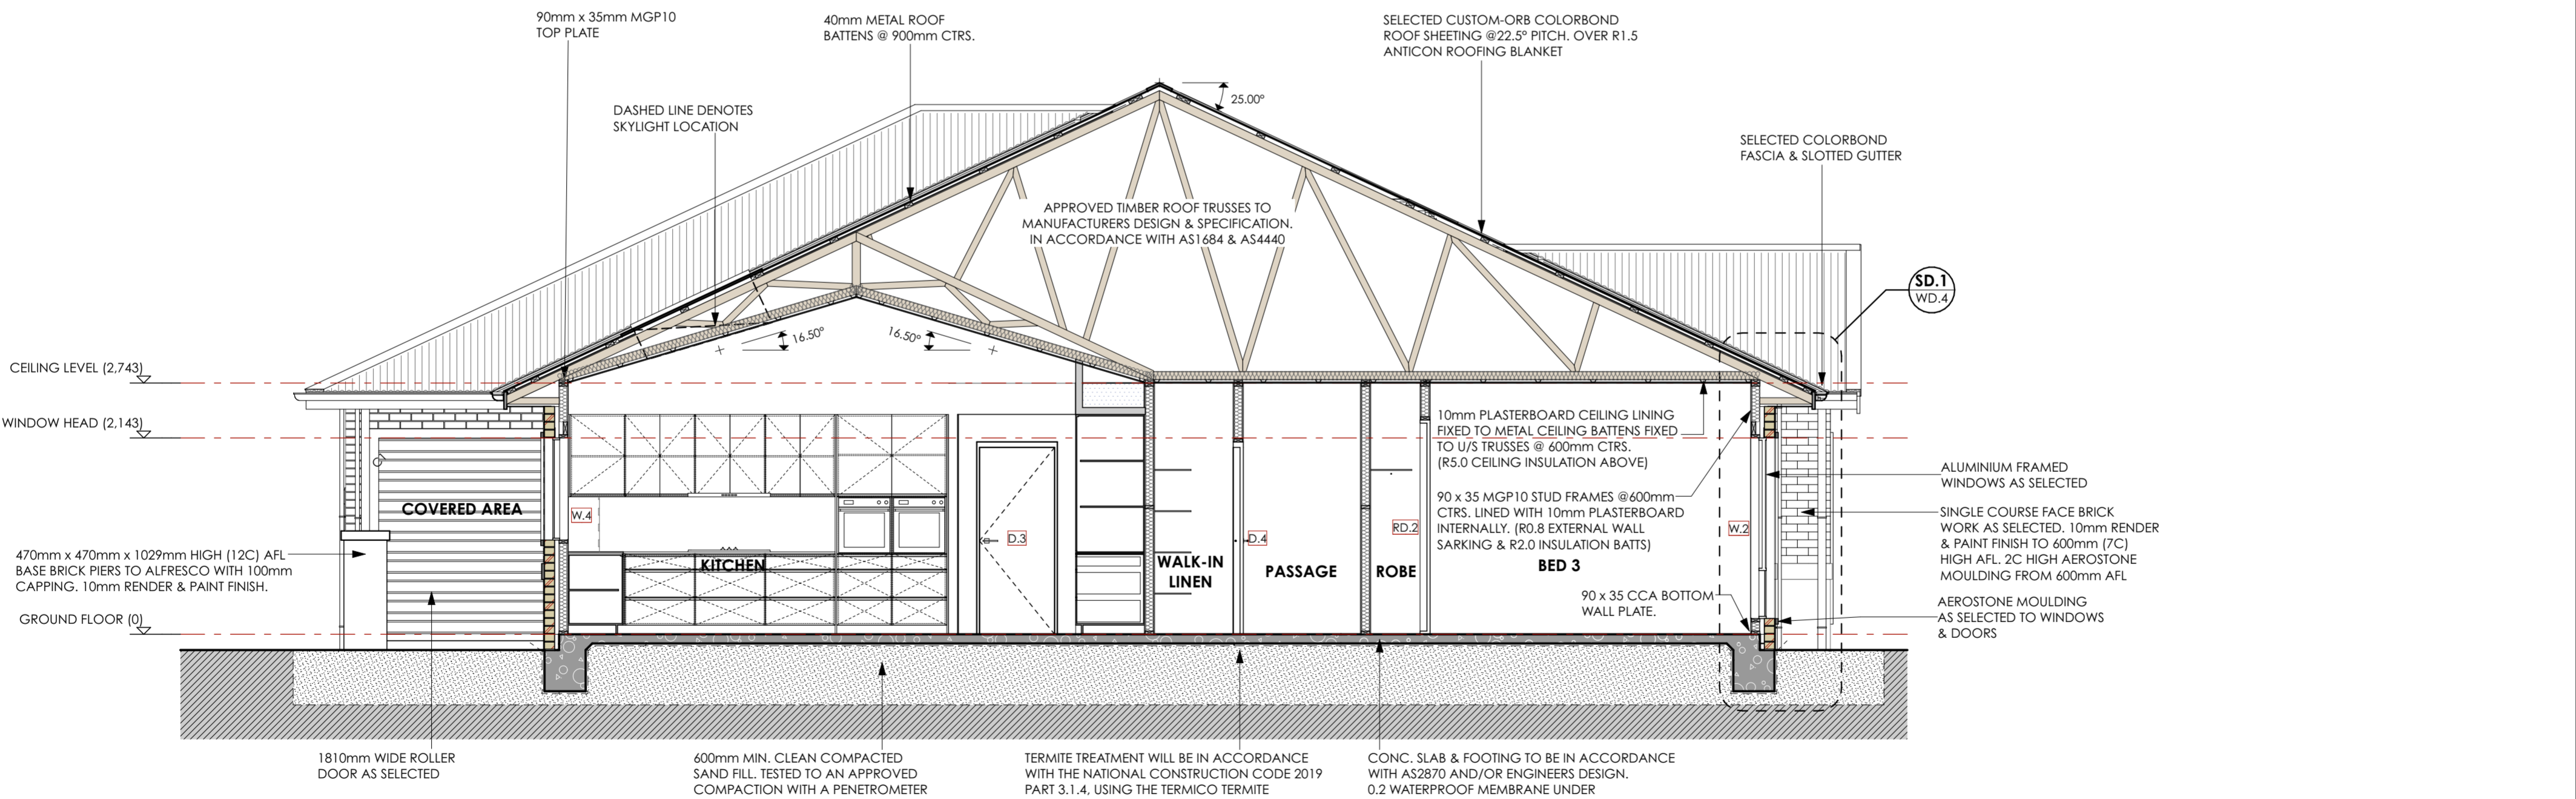 90mm x 35mm MGP10
TOP PLATE
40mm METAL ROOF
BATTENS @ 900mm CTRS.
SELECTED CUSTOM-ORB COLORBOND
ROOF SHEETING @22.5° PITCH. OVER R1.5
ANTICON ROOFING BLANKET
25.00°
DASHED LINE DENOTES
SKYLIGHT LOCATION
SELECTED COLORBOND
FASCIA & SLOTTED GUTTER
APPROVED TIMBER ROOF TRUSSES TO
MANUFACTURERS DESIGN & SPECIFICATION.
IN ACCORDANCE WITH AS1684 & AS4440
SD.1
WD.4
16.50°
16.50°
CEILING LEVEL (2,743)
WINDOW HEAD (2,143)
10mm PLASTERBOARD CEILING LINING
FIXED TO METAL CEILING BATTENS FIXED
TO U/S TRUSSES @ 600mm CTRS.
(R5.0 CEILING INSULATION ABOVE)
ALUMINIUM FRAMED
WINDOWS AS SELECTED
90 x 35 MGP10 STUD FRAMES @600mm
CTRS. LINED WITH 10mm PLASTERBOARD
INTERNALLY. (R0.8 EXTERNAL WALL
SARKING & R2.0 INSULATION BATTS)
COVERED AREA
W.4
D.3
D.4
RD.2
W.2
SINGLE COURSE FACE BRICK
WORK AS SELECTED. 10mm RENDER
& PAINT FINISH TO 600mm (7C)
HIGH AFL. 2C HIGH AEROSTONE
MOULDING FROM 600mm AFL
470mm x 470mm x 1029mm HIGH (12C) AFL
BASE BRICK PIERS TO ALFRESCO WITH 100mm
CAPPING. 10mm RENDER & PAINT FINISH.
KITCHEN
WALK-IN
LINEN
PASSAGE
ROBE
BED 3
90 x 35 CCA BOTTOM
WALL PLATE.
AEROSTONE MOULDING
AS SELECTED TO WINDOWS
& DOORS
GROUND FLOOR (0)
1810mm WIDE ROLLER
DOOR AS SELECTED
600mm MIN. CLEAN COMPACTED
SAND FILL. TESTED TO AN APPROVED
COMPACTION WITH A PENETROMETER
TERMITE TREATMENT WILL BE IN ACCORDANCE
WITH THE NATIONAL CONSTRUCTION CODE 2019
PART 3.1.4, USING THE TERMICO TERMITE
CONC. SLAB & FOOTING TO BE IN ACCORDANCE
WITH AS2870 AND/OR ENGINEERS DESIGN.
0.2 WATERPROOF MEMBRANE UNDER